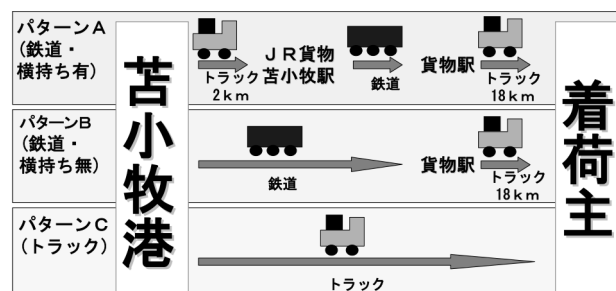 パターンA
(鉄道・
横持ち有)
トラック
2km
JR貨物
苫小牧駅
鉄道
貨物駅
トラック
18km
パターンB
(鉄道・
横持ち無)
鉄道
貨物駅
トラック
18km
パターンC
(トラック)
トラック
苫小牧港
着荷主